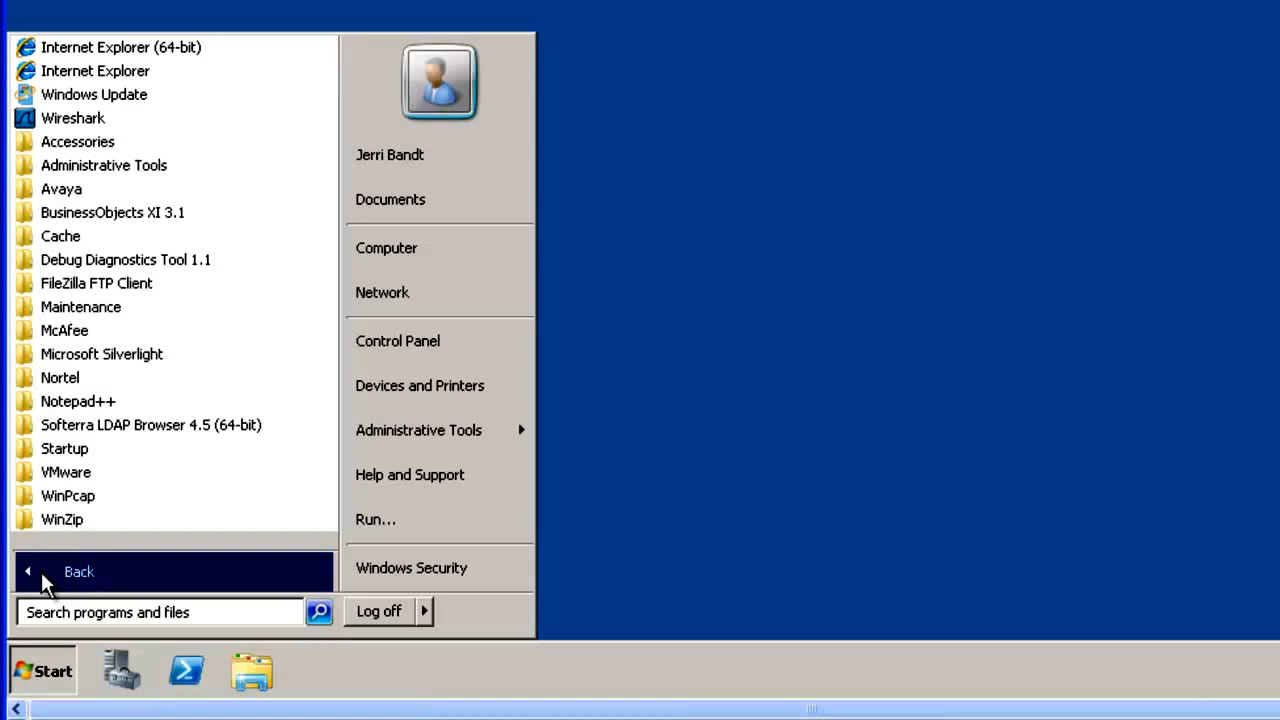 Internet Explorer (64-bit)
Internet Explorer
Windows Update
Wireshark
Accessories
Administrative Tools
Avaya
BusinessObjects XI 3.1
Cache
Debug Diagnostics Tool 1.1
FileZilla FTP Client
Maintenance
McAfee
Microsoft Silverlight
Nortel
Notepad++
Softerra LDAP Browser 4.5 (64-bit)
Startup
VMware
WinPcap
WinZip
Back
Search programs and files
Jerri Bandt
Documents
Computer
Network
Control Panel
Devices and Printers
Administrative Tools
Help and Support
Run...
Windows Security
Log off
Start